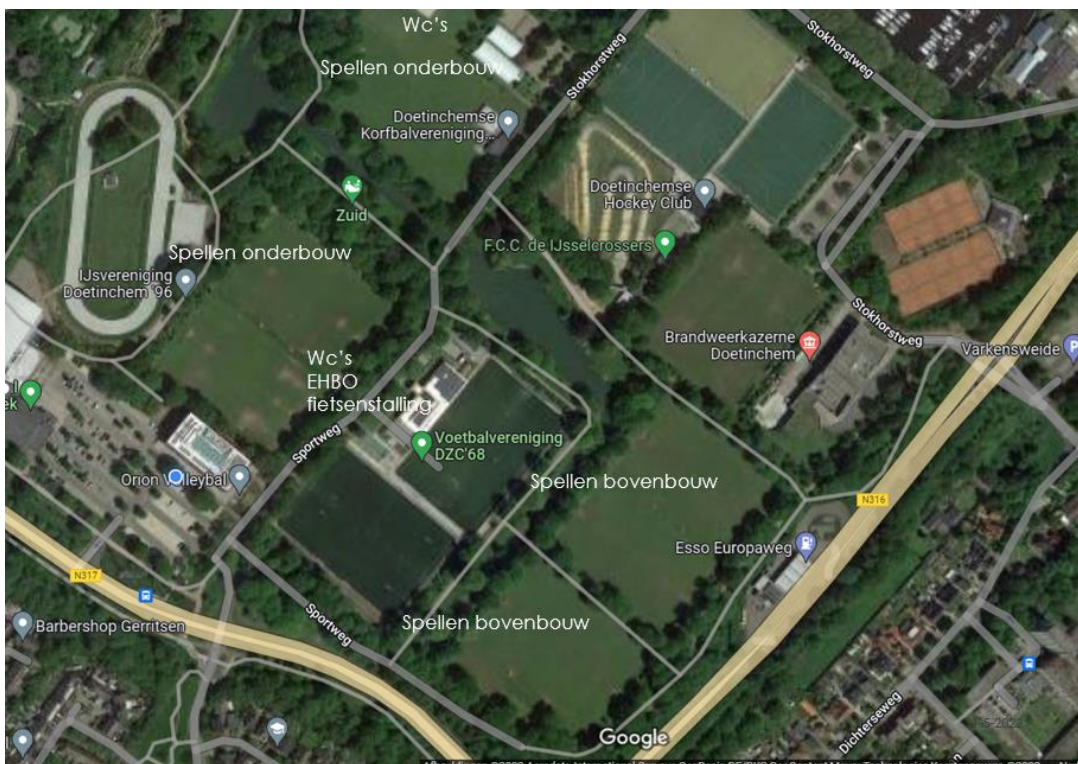 Wc's
Spellen onderbouw
Doetinchemse
Korfbalvereniging...
Stokhorstweg
Stokhorstweg
Doetinchemse
Hockey Club
Zuid
F.C.C. de IJsselcrossers
Spellen onderbouw
IJsvereniging
Doetinchem '96
Stokhorstweg
Brandweerkazerne
Doetinchem
Varkensweide
Wc's
EHBO
fietsenstalling
Sportweg
Voetbalvereniging
DZC'68
Orion Volleybal
Spellen bovenbouw
N316
Esso Europaweg
N317
Sportweg
Spellen bovenbouw
Barbershop Gerritsen
Dichterseweg
Google